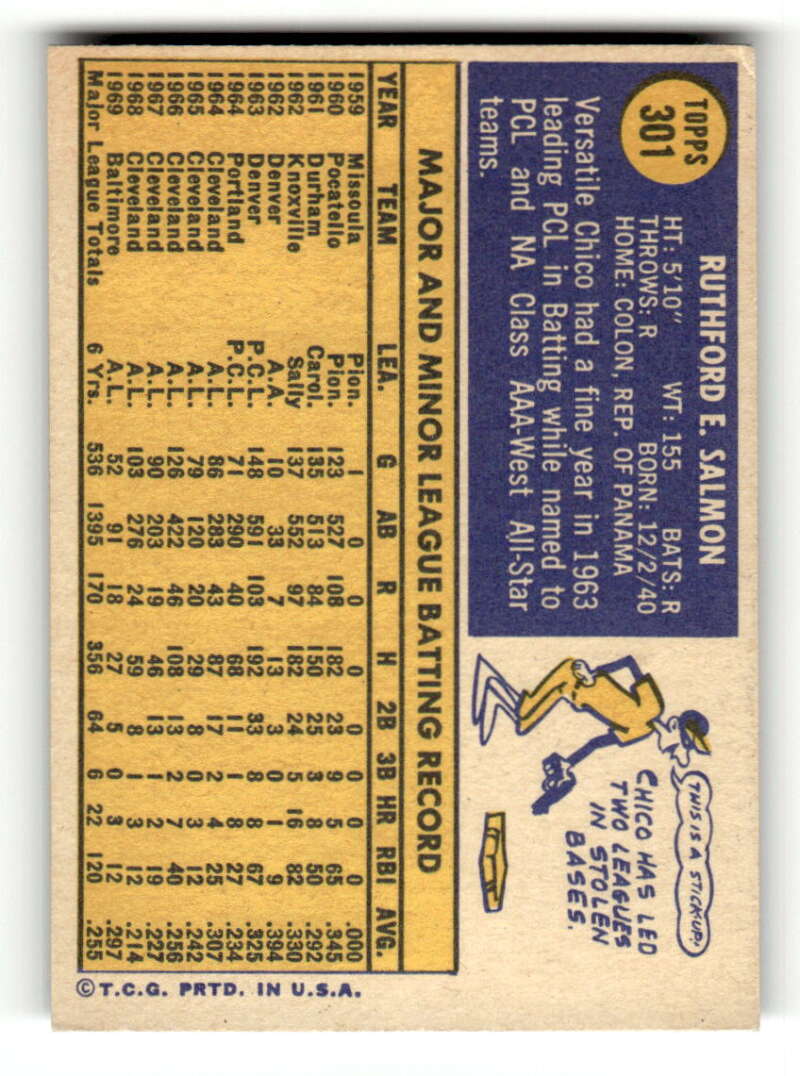 TOPPS
301
RUTHFORD E. SALMON
HT: 5'10" WT: 155 BATS: R
THROWS: R BORN: 12/2/40
HOME: COLON, REP. OF PANAMA
Versatile Chico had a fine year in 1963
leading PCL in Batting while named to
PCL and NA Class AAA-West All-Star
teams.
THIS IS A STICKUP!
CHICO HAS LED
TWO LEAGUES
IN STOLEN
BASES.
MAJOR AND MINOR LEAGUE BATTING RECORD
YEAR TEAM LEA. G AB R H 2B 3B HR RBI AVG.
1959 Missoula Pion. 1 0 0 0 0 0 0 0 .000
1960 Pocatello Pion. 123 527 108 182 23 9 5 65 .345
1961 Durham Carol. 135 513 84 150 25 3 8 50 .292
1962 Knoxville Sally 137 552 97 182 24 5 16 82 .330
1962 Denver A.A. 10 33 7 13 3 0 1 9 .394
1963 Denver P.C.L. 148 591 103 192 33 8 8 67 .325
1964 Portland P.C.L. 71 290 40 68 11 1 8 27 .234
1964 Cleveland A.L. 86 283 43 87 17 2 4 25 .307
1965 Cleveland A.L. 79 120 20 29 8 0 3 12 .242
1966 Cleveland A.L. 126 422 46 108 13 2 7 40 .256
1967 Cleveland A.L. 90 203 19 46 13 1 2 19 .227
1968 Cleveland A.L. 103 276 24 59 8 1 3 12 .214
1969 Baltimore A.L. 52 91 18 27 5 0 3 12 .297
Major League Totals 6 Yrs. 536 1395 170 356 64 6 22 120 .255
© T.C.G. PRTD. IN U.S.A.